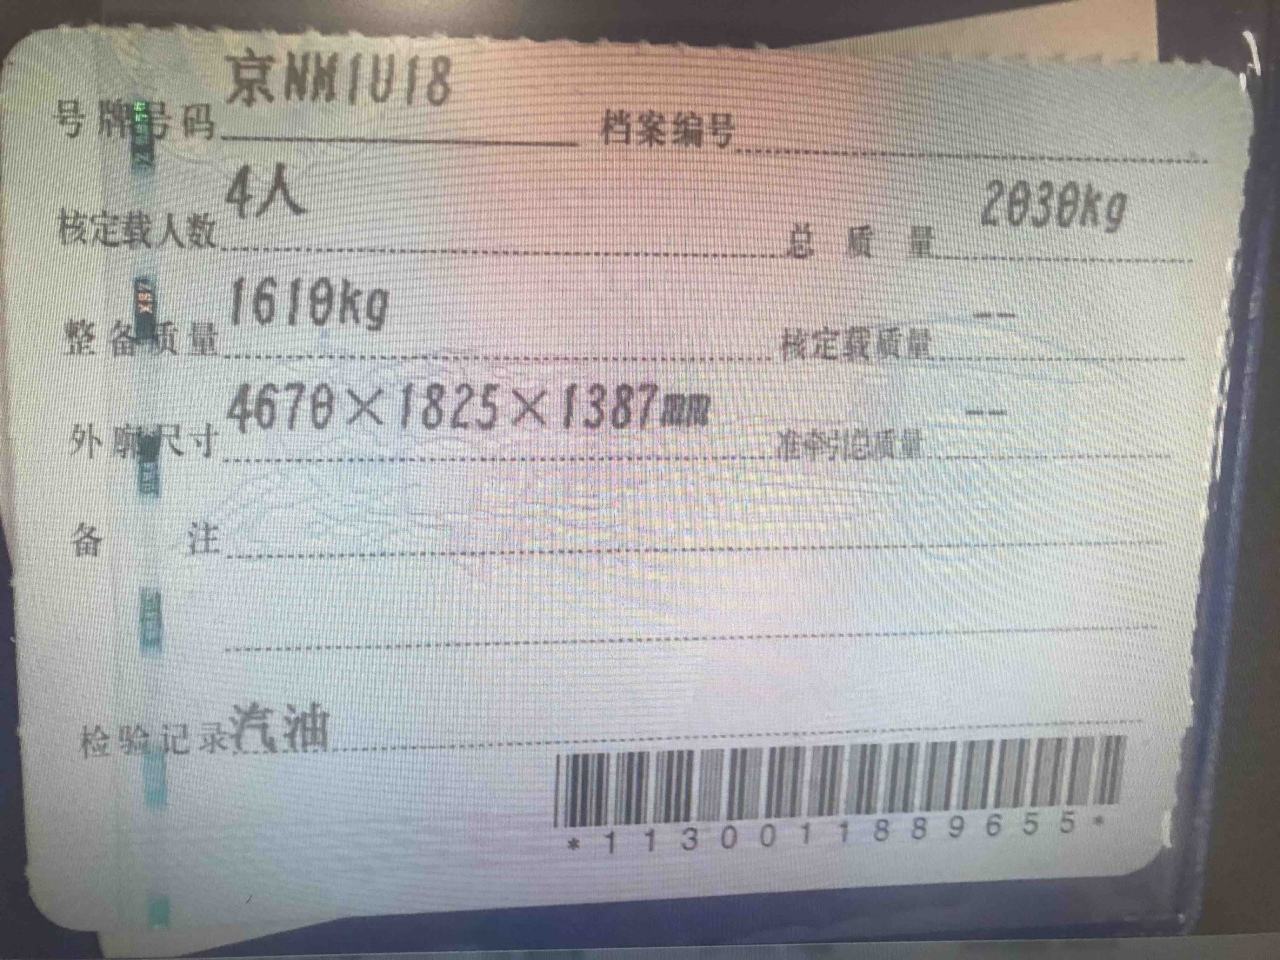 号牌号码 京NM1U18 档案编号
核定载人数 4人 总质量 2030kg
整备质量 1610kg 核定载质量 --
外廓尺寸 4670×1825×1387mm 准牵引总质量 --
备注
检验记录 汽油
*1130011889655*